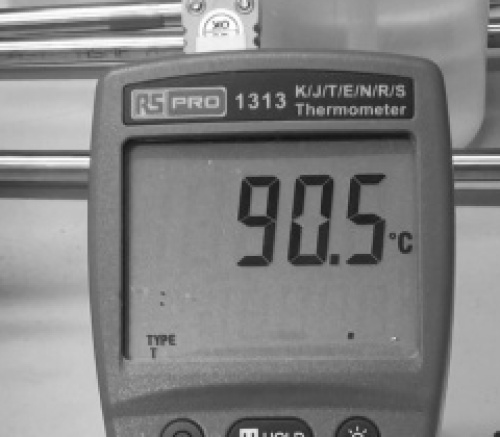 RS PRO 1313 K/J/T/E/N/R/S
Thermometer
90.5 °C
TYPE
T
HOLD